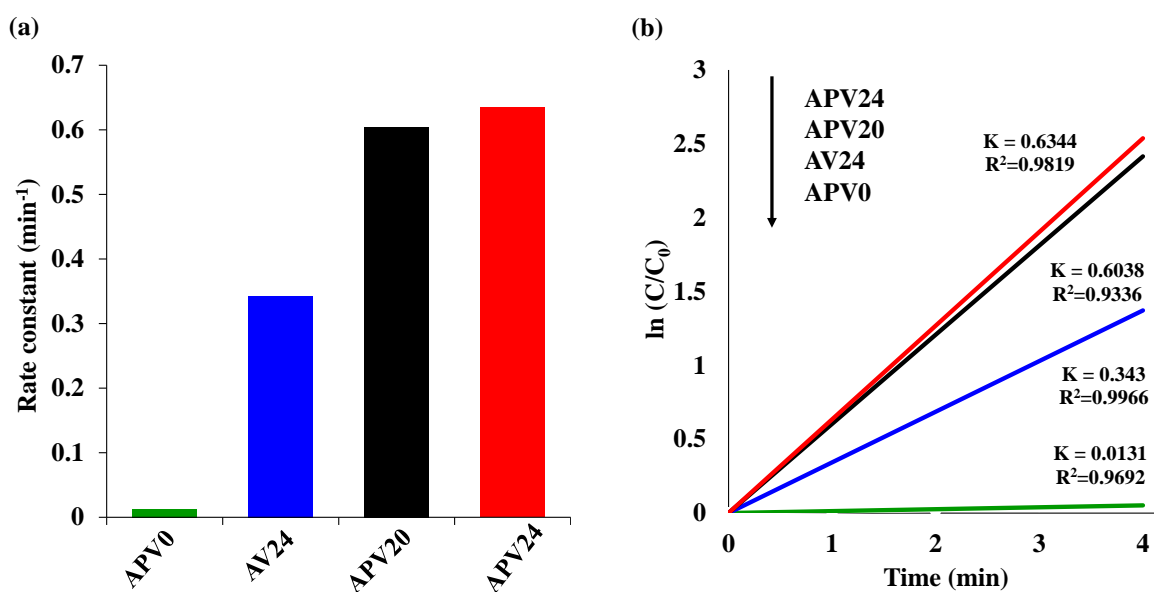 (a)
Rate constant (min⁻¹)
0.7
0.6
0.5
0.4
0.3
0.2
0.1
0
APV0
AV24
APV20
APV24
(b)
ln (C/C₀)
3
2.5
2
1.5
1
0.5
0
APV24
APV20
AV24
APV0
K = 0.6344
R²=0.9819
K = 0.6038
R²=0.9336
K = 0.343
R²=0.9966
K = 0.0131
R²=0.9692
0 1 2 3 4
Time (min)